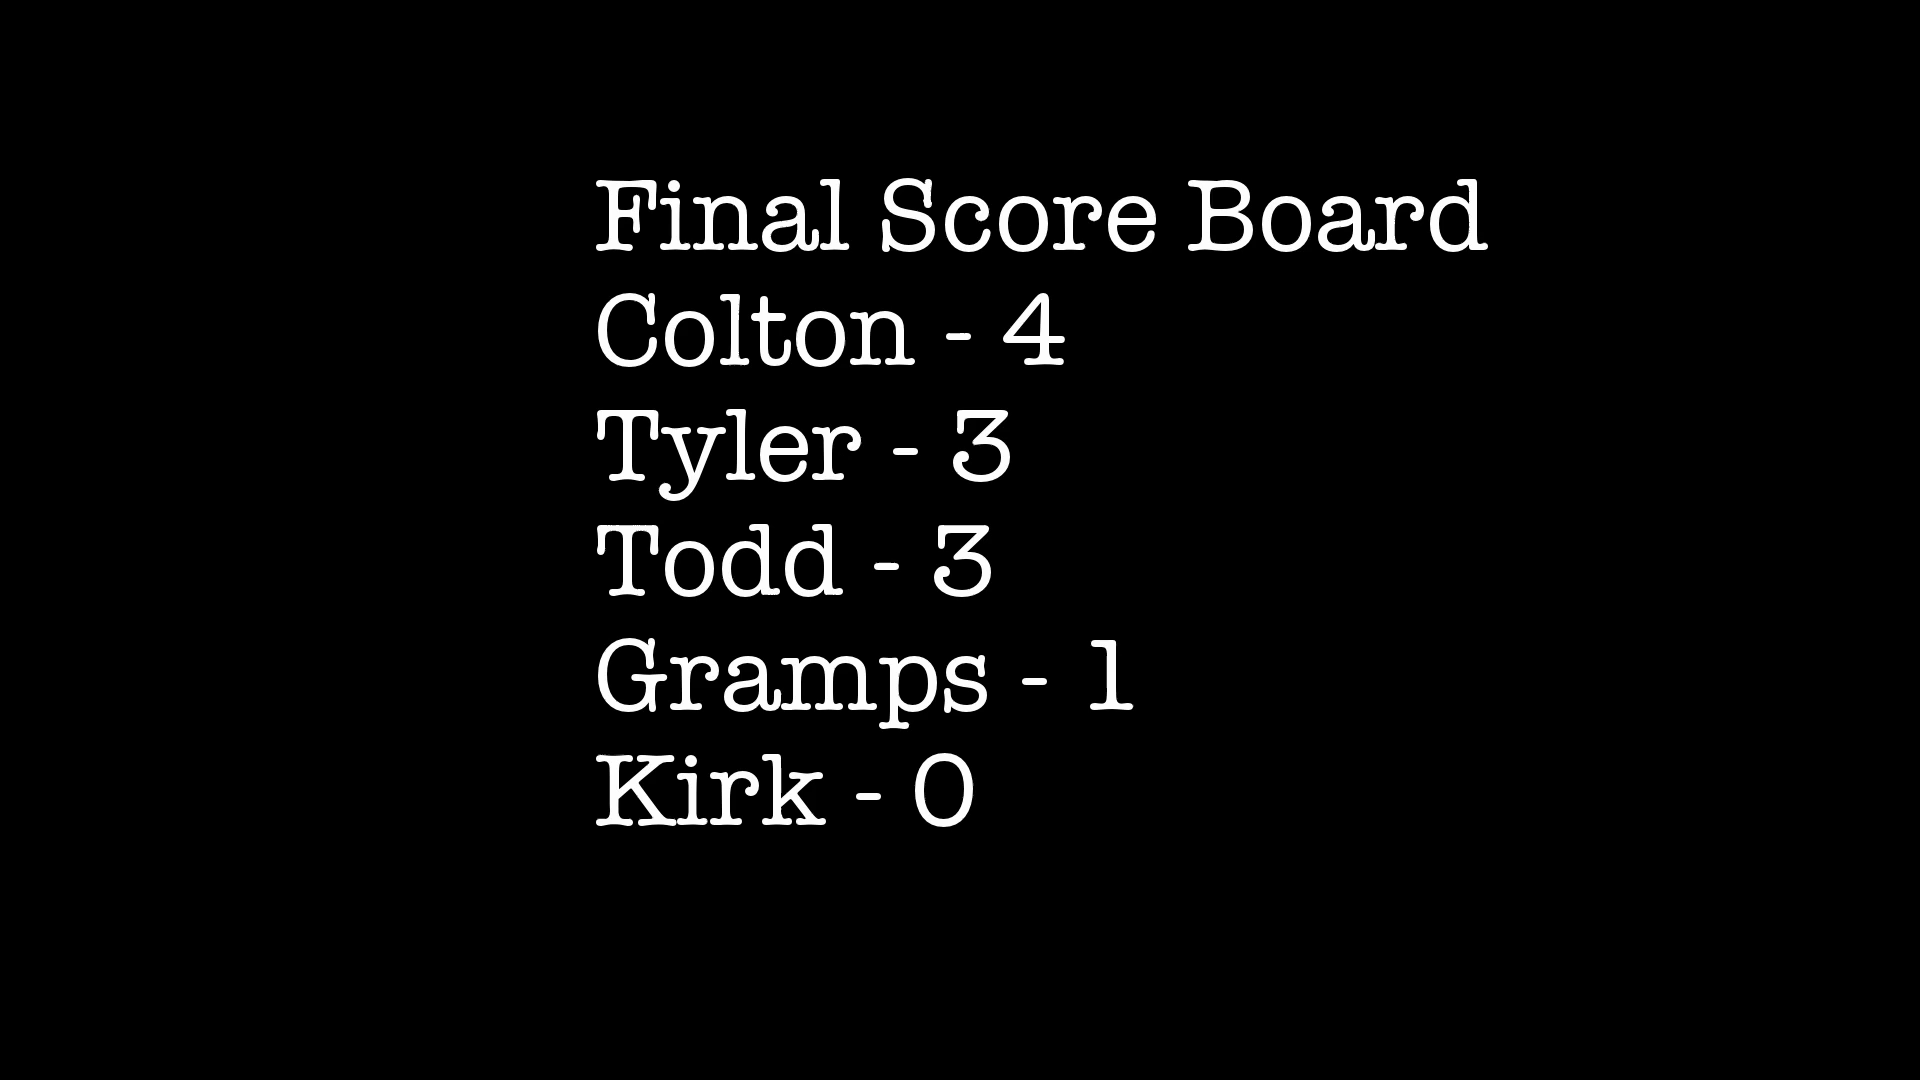 Final Score Board
Colton - 4
Tyler - 3
Todd - 3
Gramps - 1
Kirk - 0